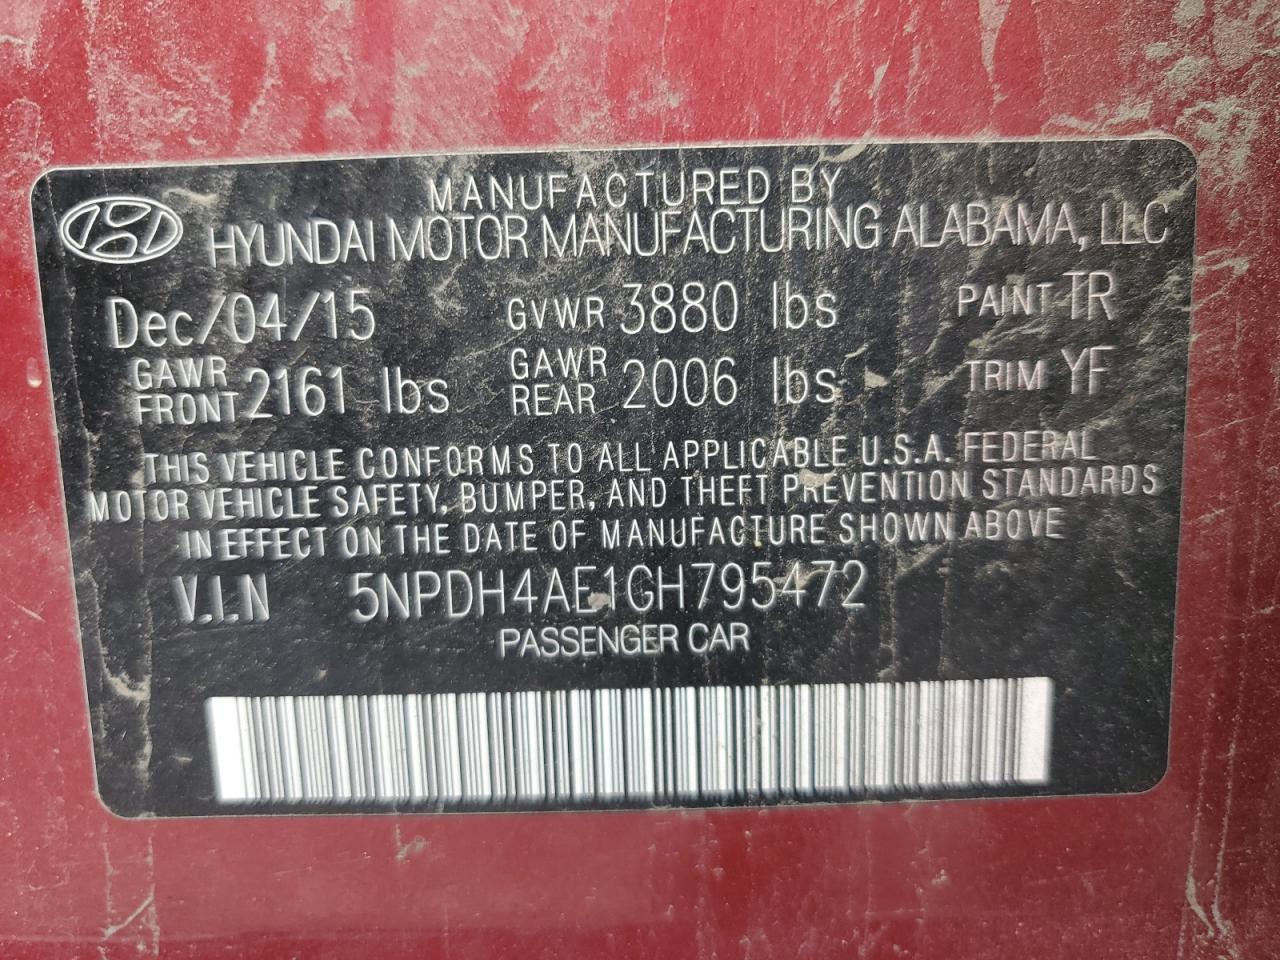 MANUFACTURED BY
HYUNDAI MOTOR MANUFACTURING ALABAMA, LLC
Dec/04/15 GVWR 3880 lbs PAINT TR
GAWR FRONT 2161 lbs GAWR REAR 2006 lbs TRIM YF
THIS VEHICLE CONFORMS TO ALL APPLICABLE U.S.A. FEDERAL
MOTOR VEHICLE SAFETY, BUMPER, AND THEFT PREVENTION STANDARDS
IN EFFECT ON THE DATE OF MANUFACTURE SHOWN ABOVE
V.I.N 5NPDH4AE1GH795472
PASSENGER CAR